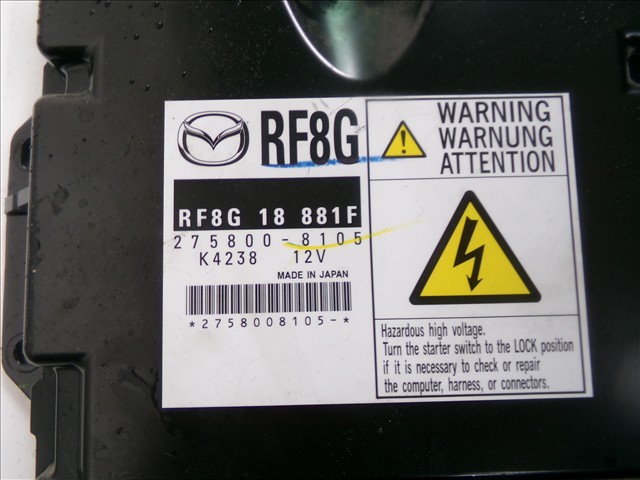 RF8G
RF8G 18 881F
275800-8105
K4238 12V
MADE IN JAPAN
*2758008105-*
WARNING
WARNUNG
ATTENTION
Hazardous high voltage.
Turn the starter switch to the LOCK position
if it is necessary to check or repair
the computer, harness, or connectors.